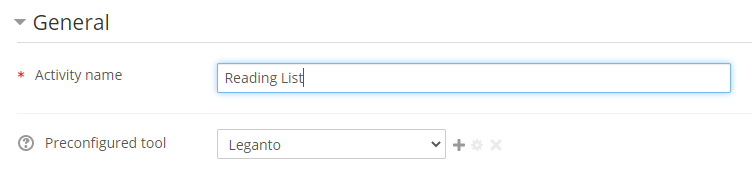 General
* Activity name
Reading List
Preconfigured tool
Leganto